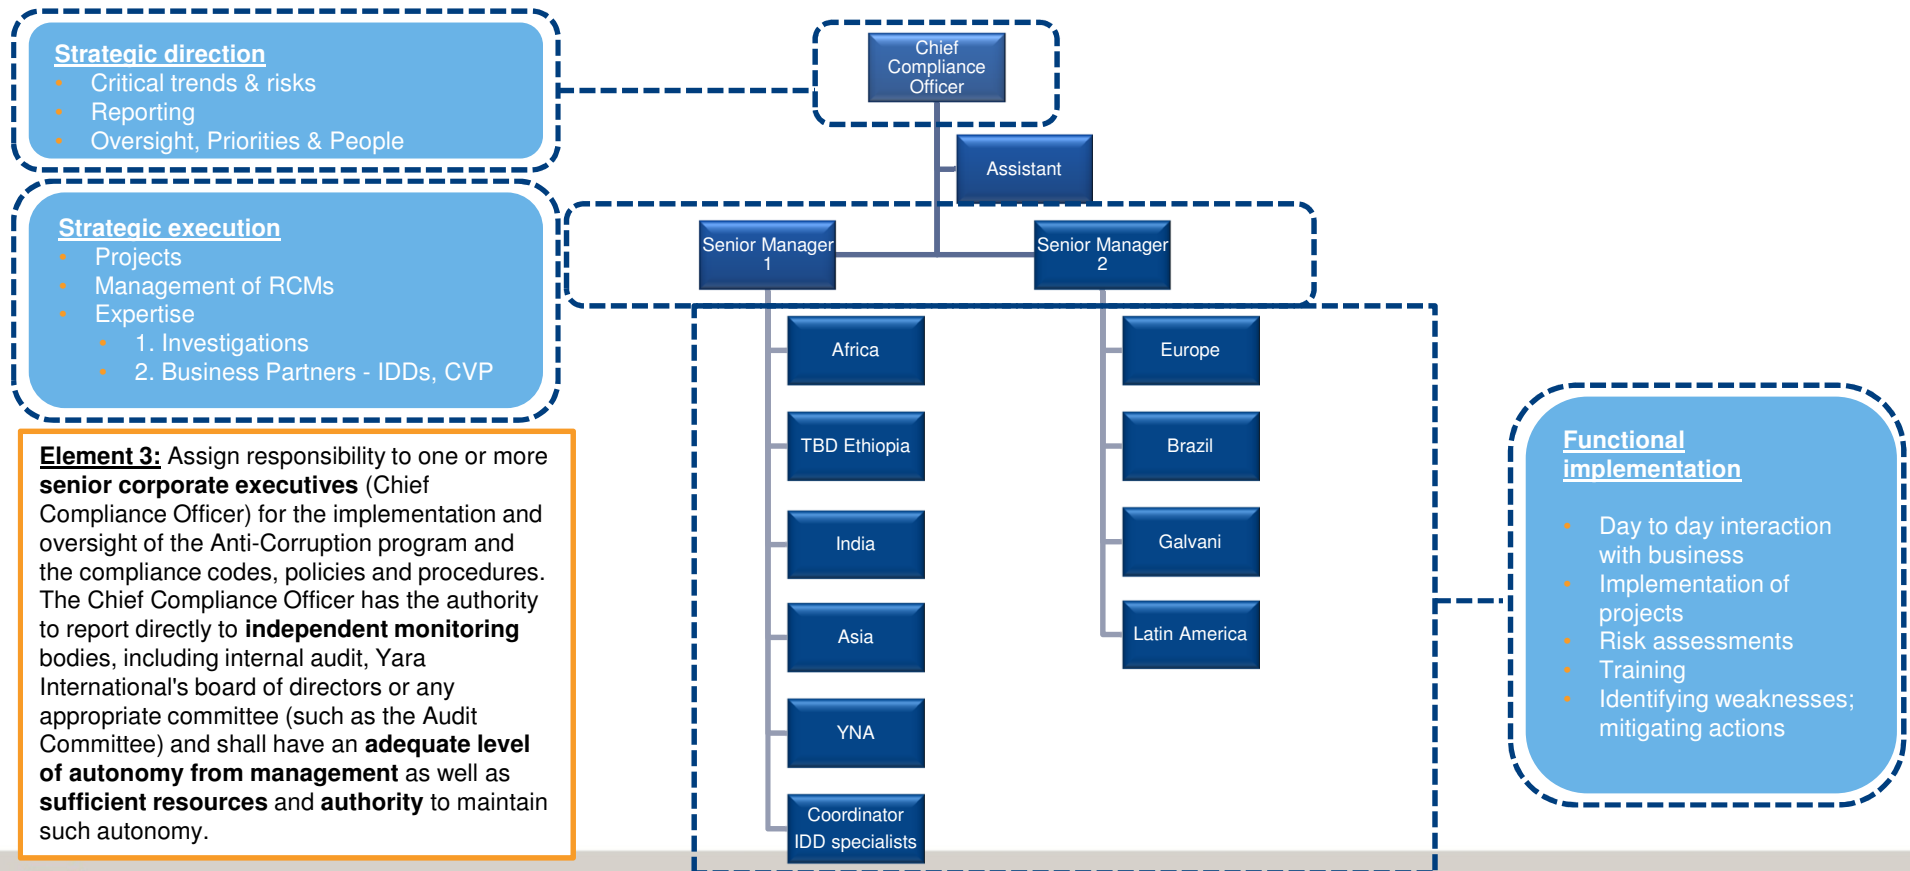 Strategic direction
• Critical trends & risks
• Reporting
• Oversight, Priorities & People
Strategic execution
• Projects
• Management of RCMs
• Expertise
• 1. Investigations
• 2. Business Partners - IDDs, CVP
Element 3: Assign responsibility to one or more
senior corporate executives (Chief
Compliance Officer) for the implementation and
oversight of the Anti-Corruption program and
the compliance codes, policies and procedures.
The Chief Compliance Officer has the authority
to report directly to independent monitoring
bodies, including internal audit, Yara
International's board of directors or any
appropriate committee (such as the Audit
Committee) and shall have an adequate level
of autonomy from management as well as
sufficient resources and authority to maintain
such autonomy.
Chief
Compliance
Officer
Assistant
Senior Manager
1
Senior Manager
2
Africa
TBD Ethiopia
India
Asia
YNA
Coordinator
IDD specialists
Europe
Brazil
Galvani
Latin America
Functional
implementation
• Day to day interaction
with business
• Implementation of
projects
• Risk assessments
• Training
• Identifying weaknesses;
mitigating actions